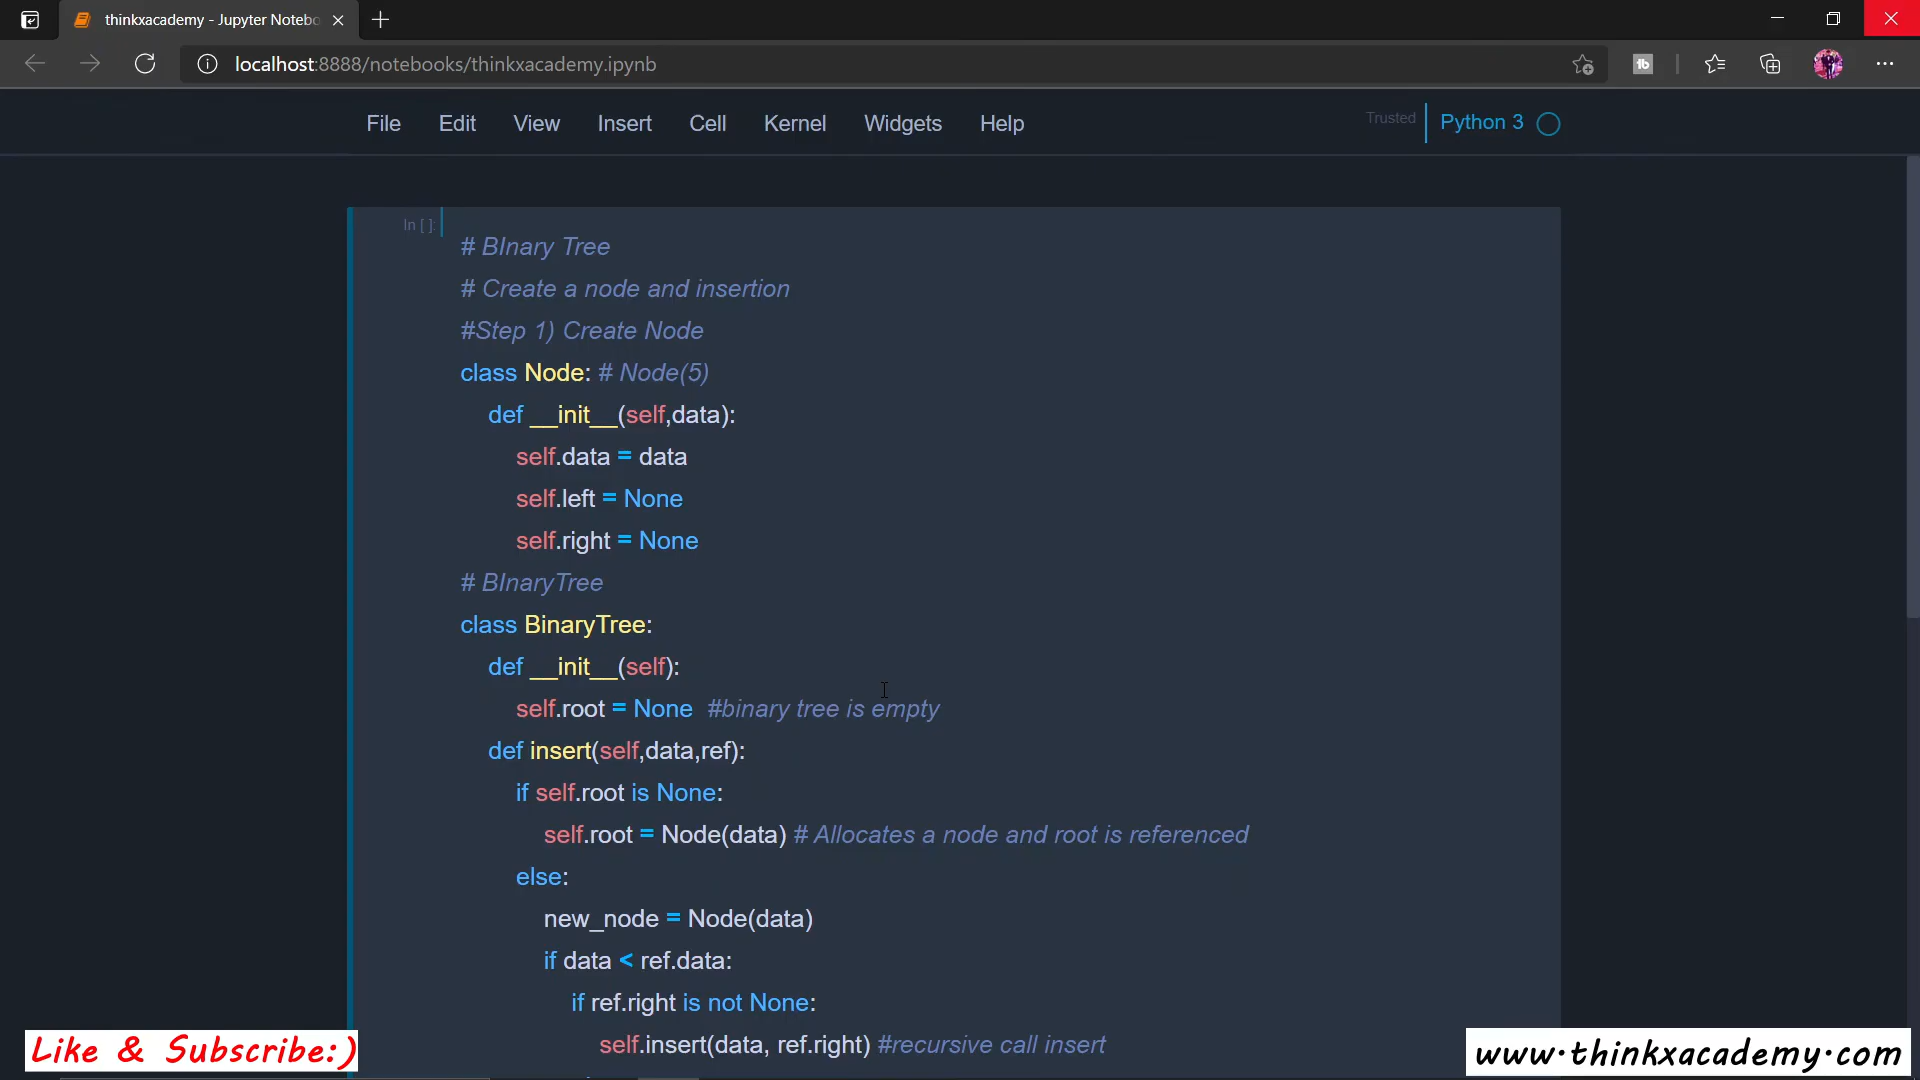 thinkxacademy - Jupyter Notebo
localhost:8888/notebooks/thinkxacademy.ipynb
File Edit View Insert Cell Kernel Widgets Help
Trusted Python 3
In [ ]:
# BInary Tree
# Create a node and insertion
#Step 1) Create Node
class Node: # Node(5)
def __init__(self,data):
self.data = data
self.left = None
self.right = None
# BInaryTree
class BinaryTree:
def __init__(self):
self.root = None #binary tree is empty
def insert(self,data,ref):
if self.root is None:
self.root = Node(data) # Allocates a node and root is referenced
else:
new_node = Node(data)
if data < ref.data:
if ref.right is not None:
self.insert(data, ref.right) #recursive call insert
Like & Subscribe:)
www.thinkxacademy.com